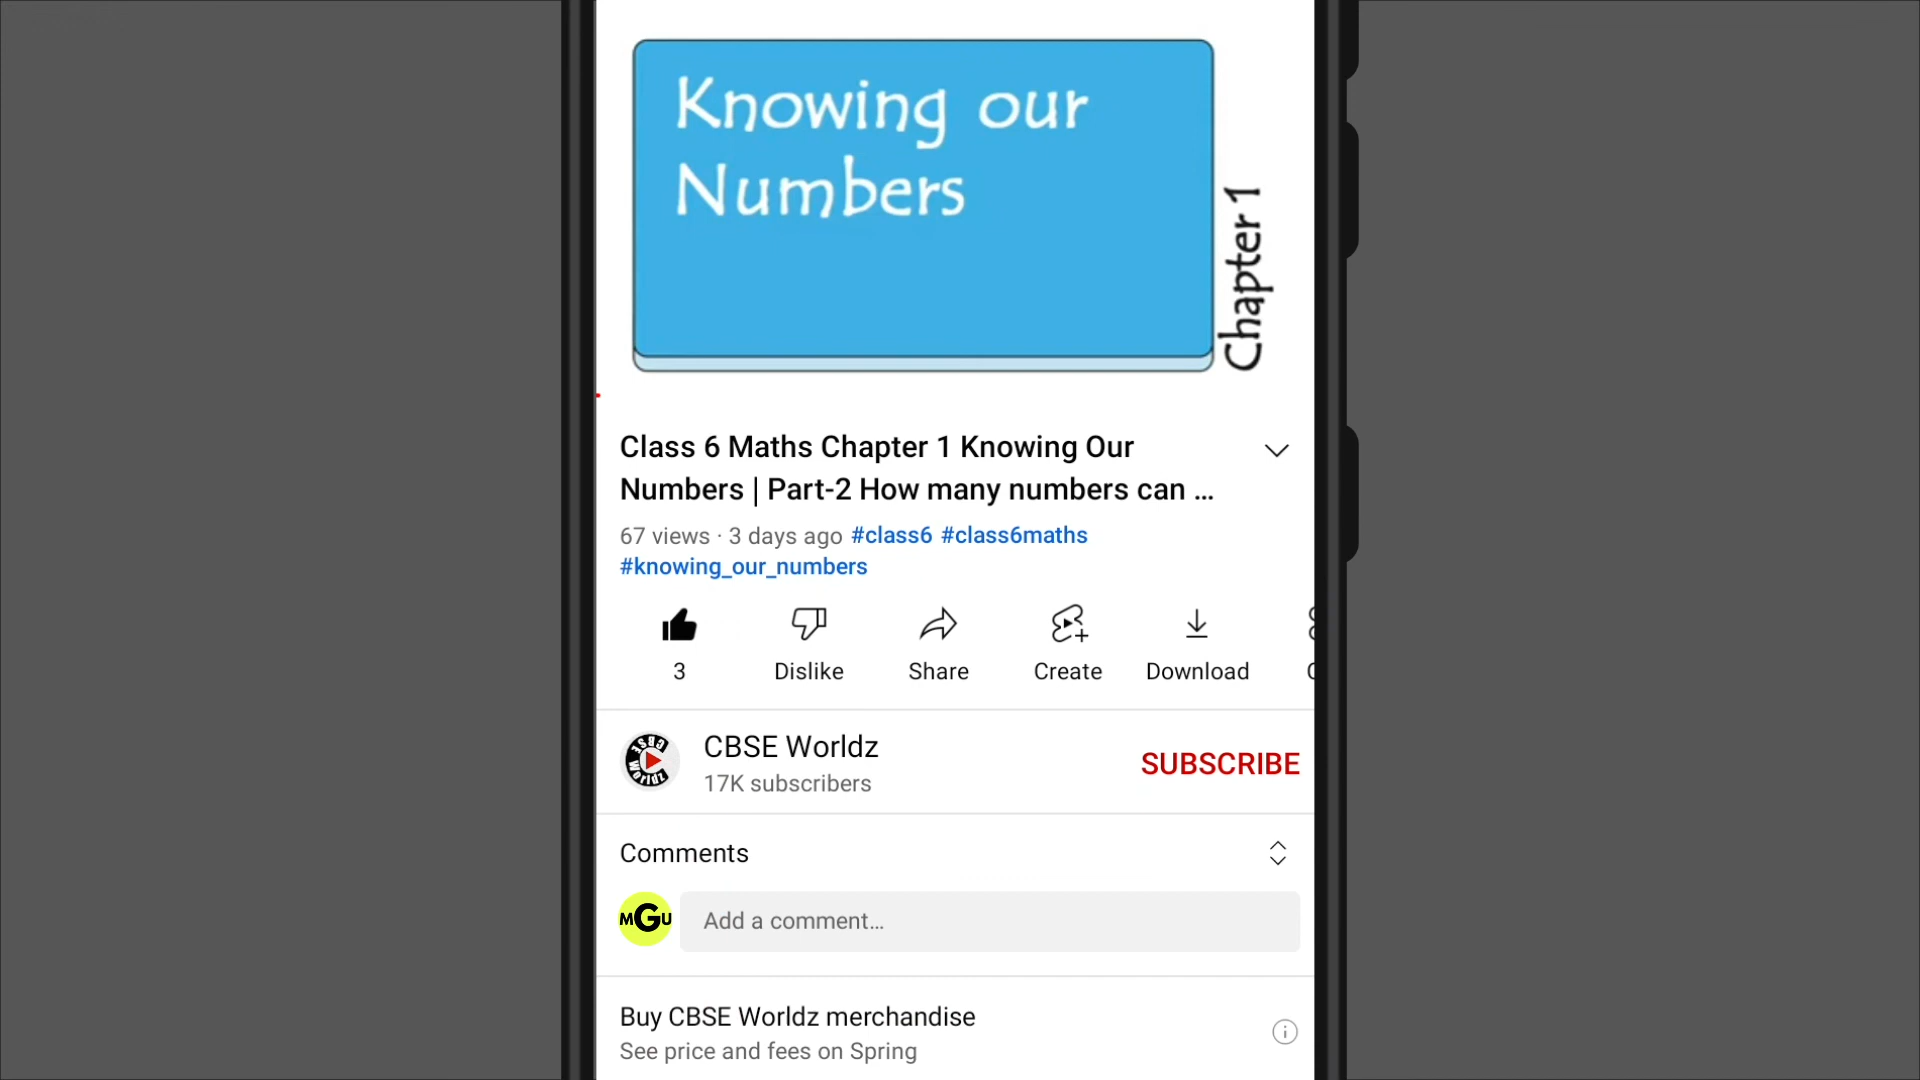 Knowing our
Numbers
Chapter 1
Class 6 Maths Chapter 1 Knowing Our
Numbers | Part-2 How many numbers can ...
67 views · 3 days ago #class6 #class6maths
#knowing_our_numbers
3
Dislike
Share
Create
Download
CBSE Worldz
CBSE Worldz
17K subscribers
SUBSCRIBE
Comments
MGU
Add a comment...
Buy CBSE Worldz merchandise
See price and fees on Spring